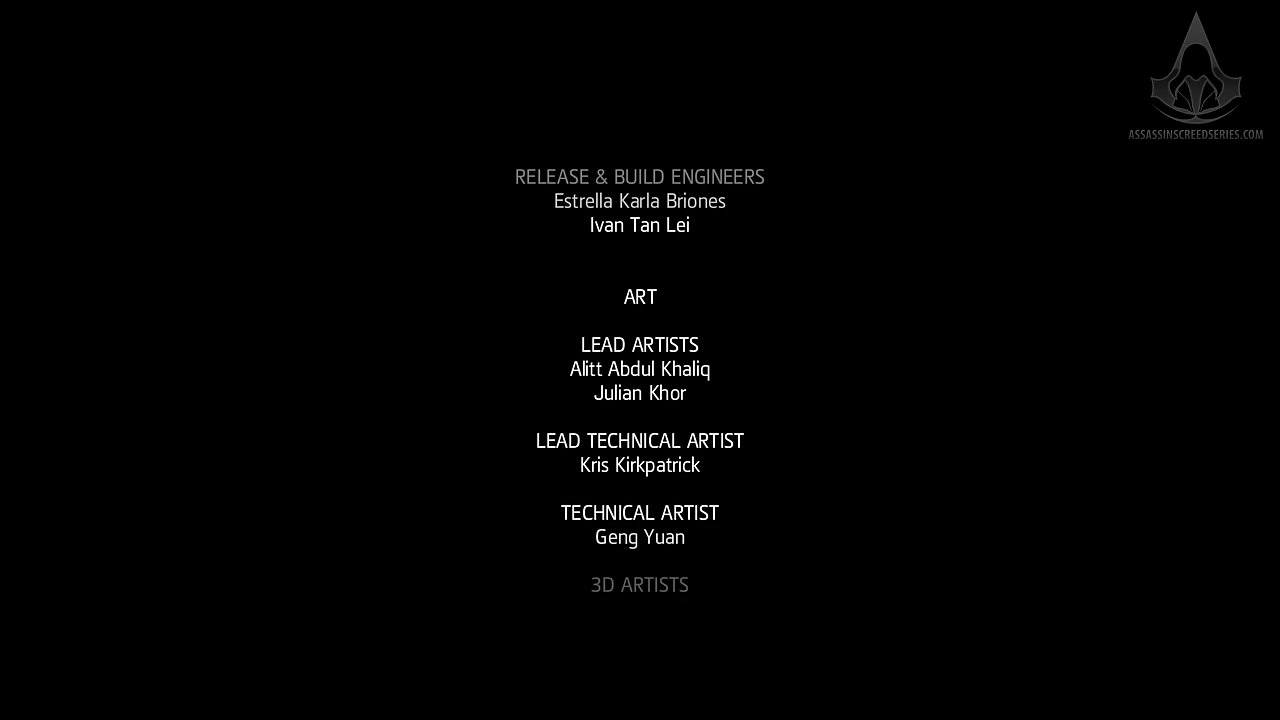 ASSASSINSCREEDSERIES.COM
RELEASE & BUILD ENGINEERS
Estrella Karla Briones
Ivan Tan Lei
ART
LEAD ARTISTS
Alitt Abdul Khaliq
Julian Khor
LEAD TECHNICAL ARTIST
Kris Kirkpatrick
TECHNICAL ARTIST
Geng Yuan
3D ARTISTS